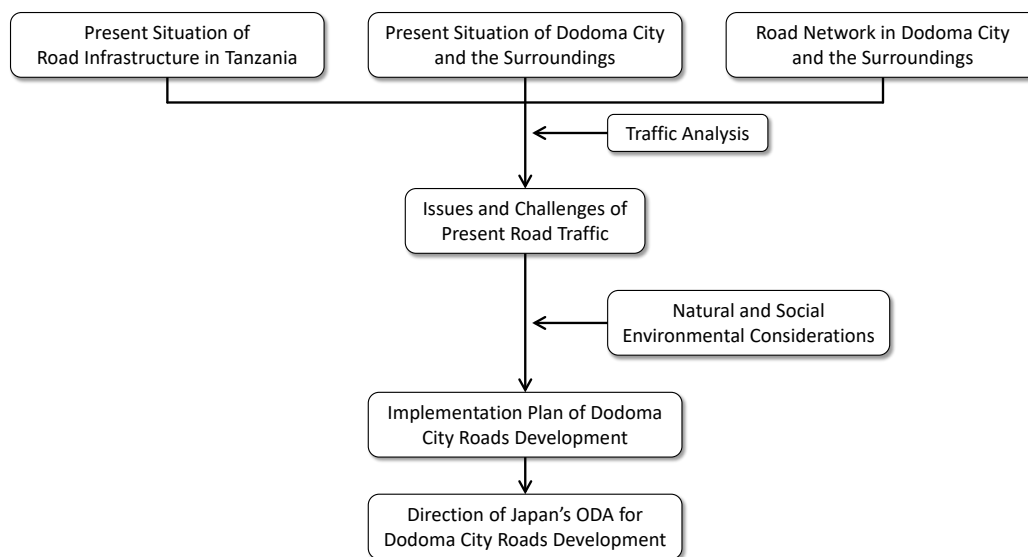 Present Situation of
Road Infrastructure in Tanzania
Present Situation of Dodoma City
and the Surroundings
Road Network in Dodoma City
and the Surroundings
Traffic Analysis
Issues and Challenges of
Present Road Traffic
Natural and Social
Environmental Considerations
Implementation Plan of Dodoma
City Roads Development
Direction of Japan’s ODA for
Dodoma City Roads Development